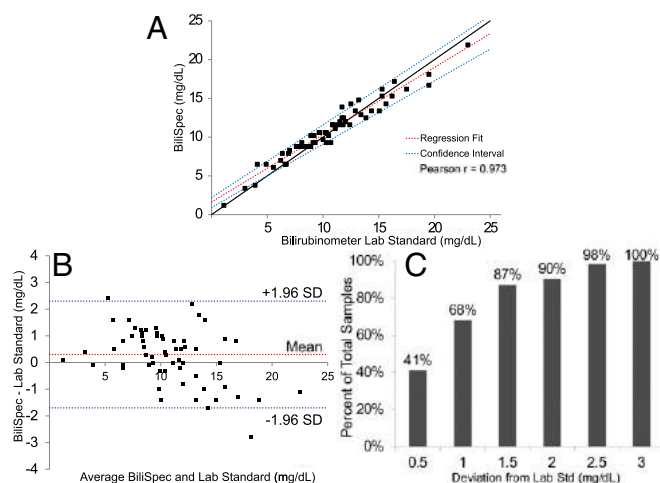 A
25
20
15
10
5
0
BiliSpec (mg/dL)
5 10 15 20 25
Bilirubinometer Lab Standard (mg/dL)
Regression Fit
Confidence Interval
Pearson r = 0.973
B
4
3
2
1
0
-1
-2
-3
-4
BiliSpec - Lab Standard (mg/dL)
+1.96 SD
Mean
5 10 15 20 25
-1.96 SD
Average BiliSpec and Lab Standard (mg/dL)
C
100%
80%
60%
40%
20%
0%
Percent of Total Samples
41%
68%
87%
90%
98%
100%
0.5 1 1.5 2 2.5 3
Deviation from Lab Std (mg/dL)